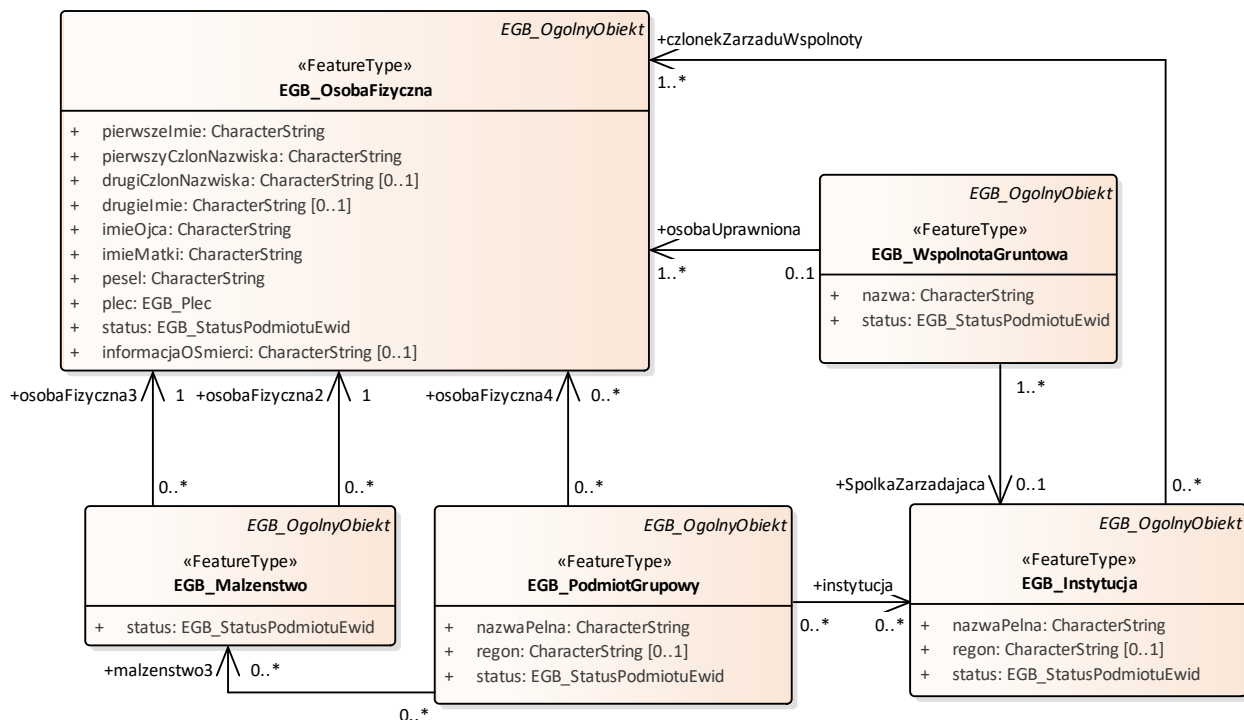 EGB_OgolnyObiekt
«FeatureType»
EGB_OsobaFizyczna
+ pierwszeImie: CharacterString
+ pierwszyCzlonNazwiska: CharacterString
+ drugiCzlonNazwiska: CharacterString [0..1]
+ drugieImie: CharacterString [0..1]
+ imieOjca: CharacterString
+ imieMatki: CharacterString
+ pesel: CharacterString
+ plec: EGB_Plec
+ status: EGB_StatusPodmiotuEwid
+ informacjaOSmierci: CharacterString [0..1]
+członekZarzaduWspolnoty
1..*
EGB_OgolnyObiekt
«FeatureType»
EGB_WspolnotaGruntowa
+ nazwa: CharacterString
+ status: EGB_StatusPodmiotuEwid
+osobaUprawniona
1..*
0..1
+osobaFizyczna3
1
+osobaFizyczna2
1
+osobaFizyczna4
0..*
1..*
0..*
0..*
0..*
+SpolkaZarzadajaca
0..1
0..*
EGB_OgolnyObiekt
«FeatureType»
EGB_Malzenstwo
+ status: EGB_StatusPodmiotuEwid
EGB_OgolnyObiekt
«FeatureType»
EGB_PodmiotGrupowy
+ nazwaPelna: CharacterString
+ regon: CharacterString [0..1]
+ status: EGB_StatusPodmiotuEwid
+instytucja
0..*
0..*
EGB_OgolnyObiekt
«FeatureType»
EGB_Instytucja
+ nazwaPelna: CharacterString
+ regon: CharacterString [0..1]
+ status: EGB_StatusPodmiotuEwid
+malzenstwo3
0..*
0..*